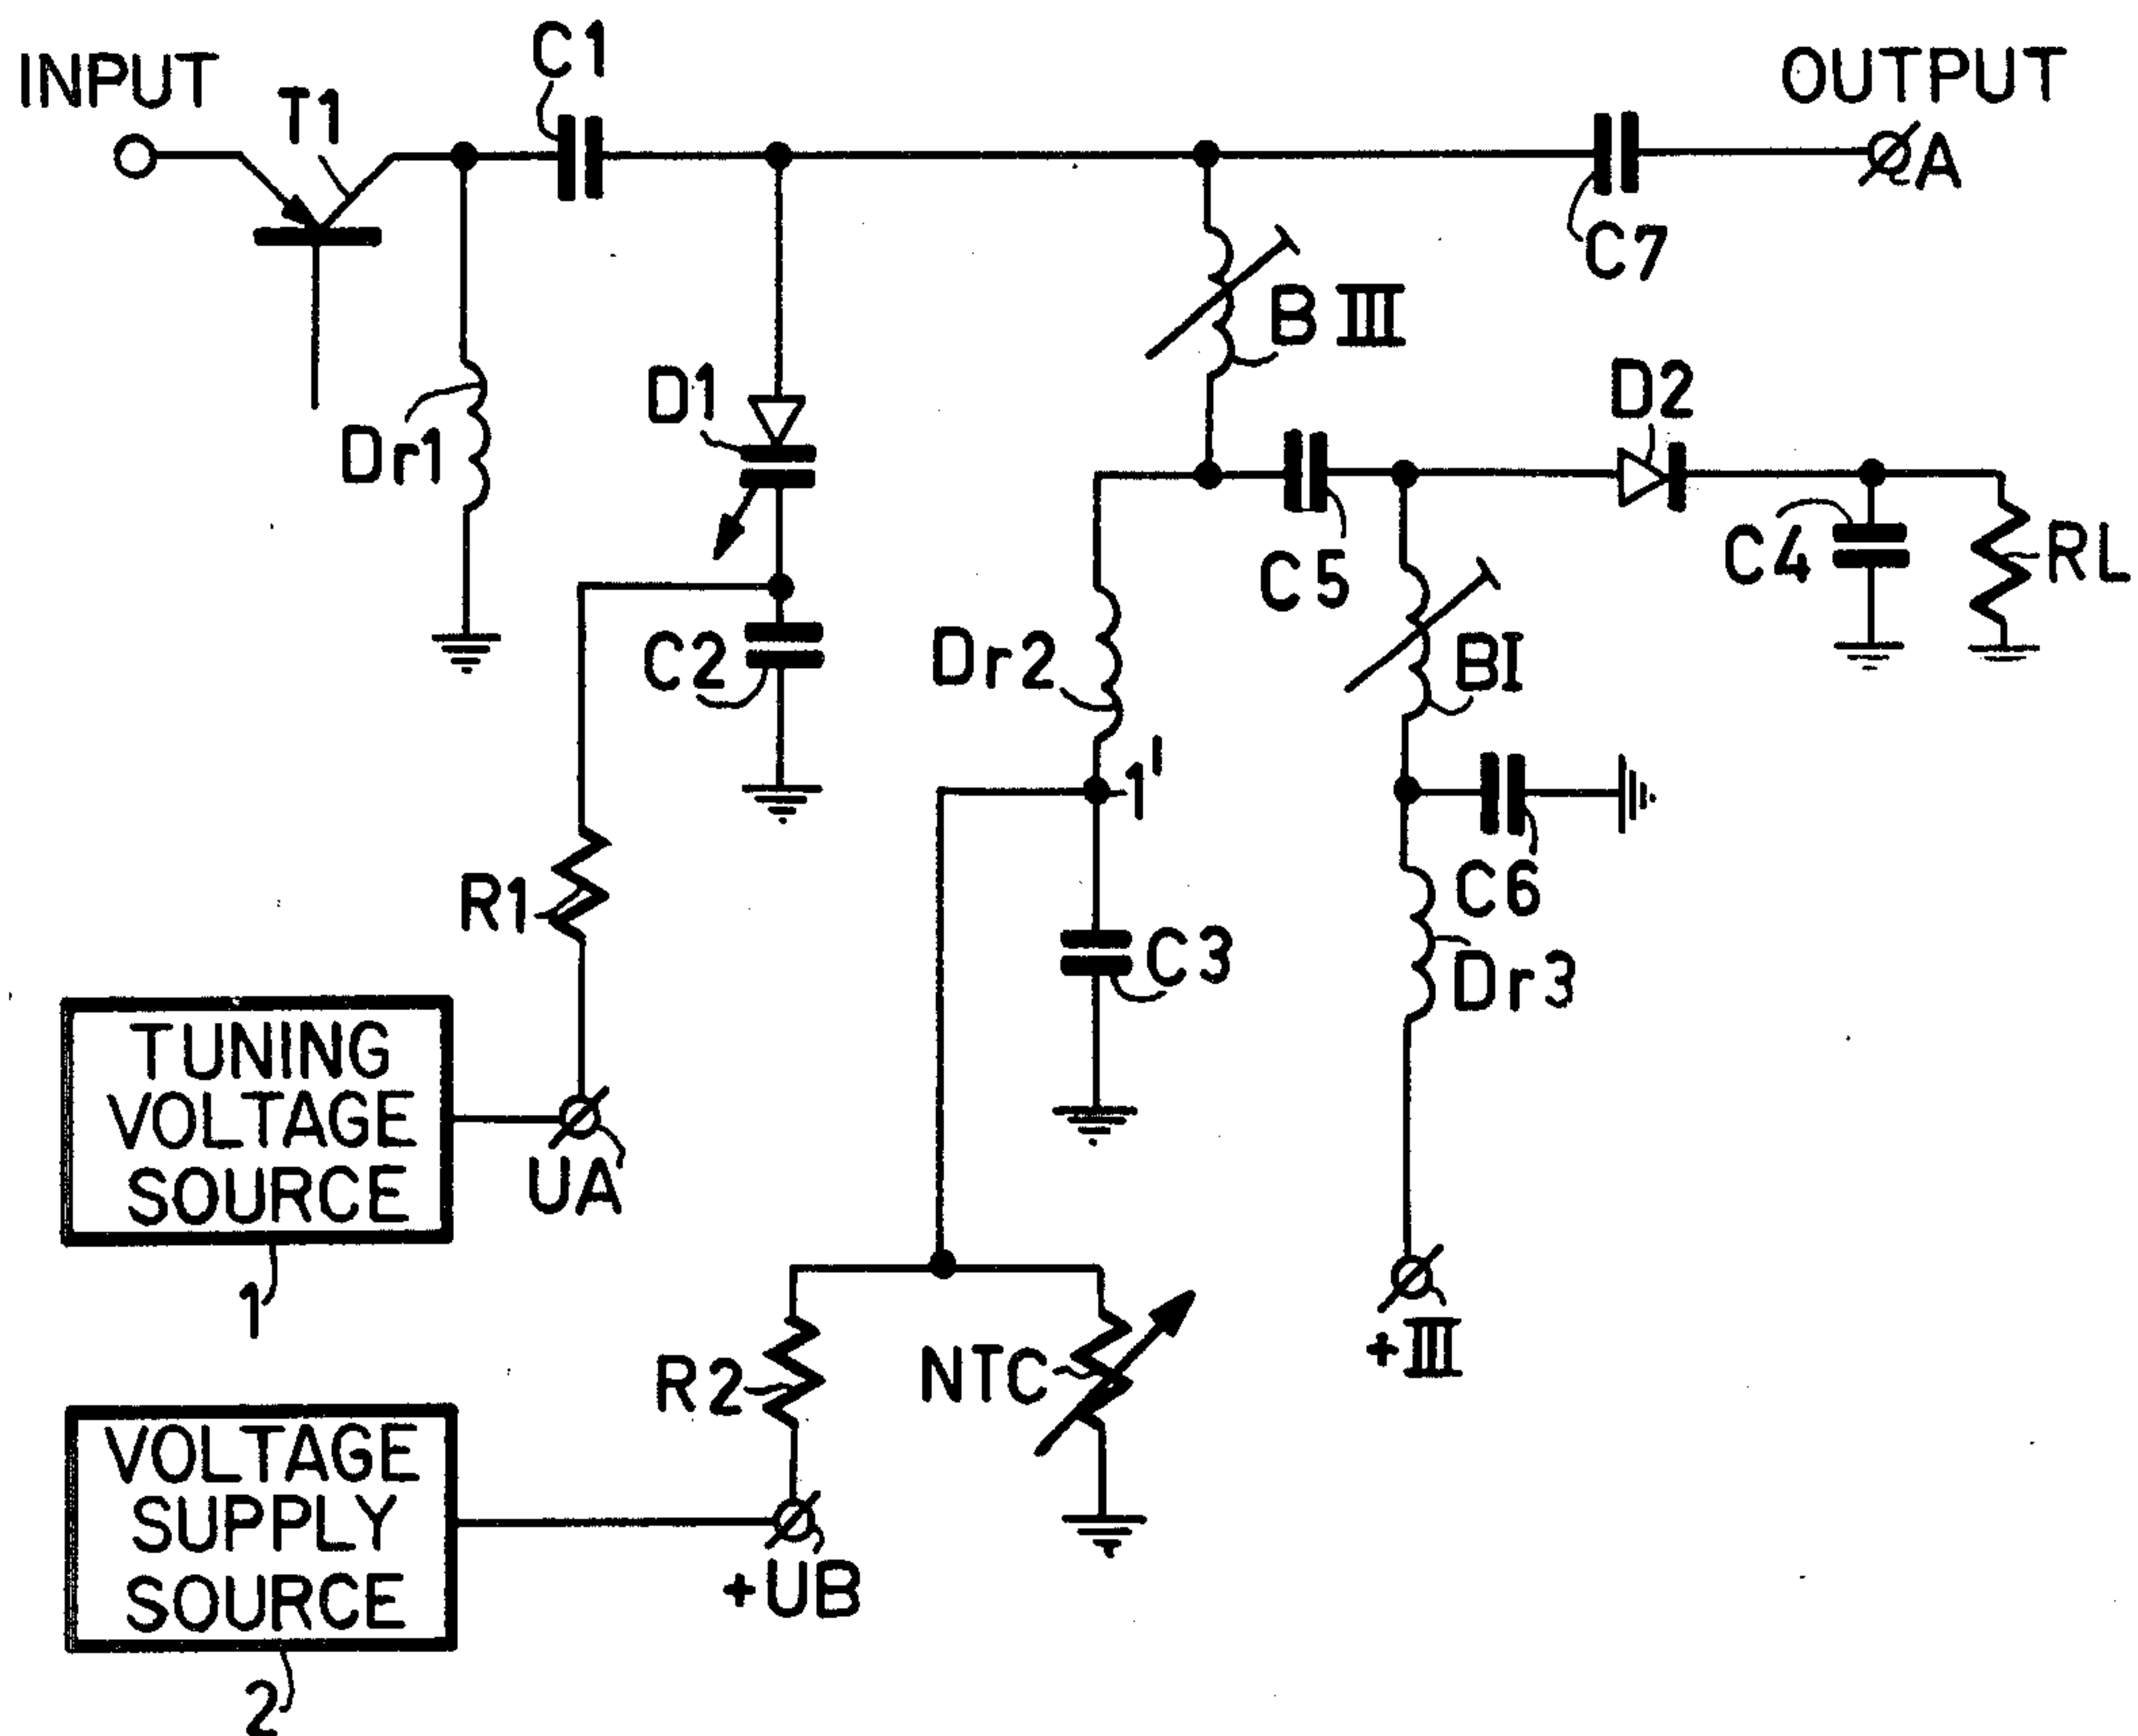 INPUT
T1
C1
OUTPUT
A
C7
B III
D1
Dr1
D2
C5
C4
RL
C2
Dr2
BI
1'
R1
C6
C3
Dr3
TUNING
VOLTAGE
SOURCE
UA
1
+III
R2
NTC
VOLTAGE
SUPPLY
SOURCE
+UB
2